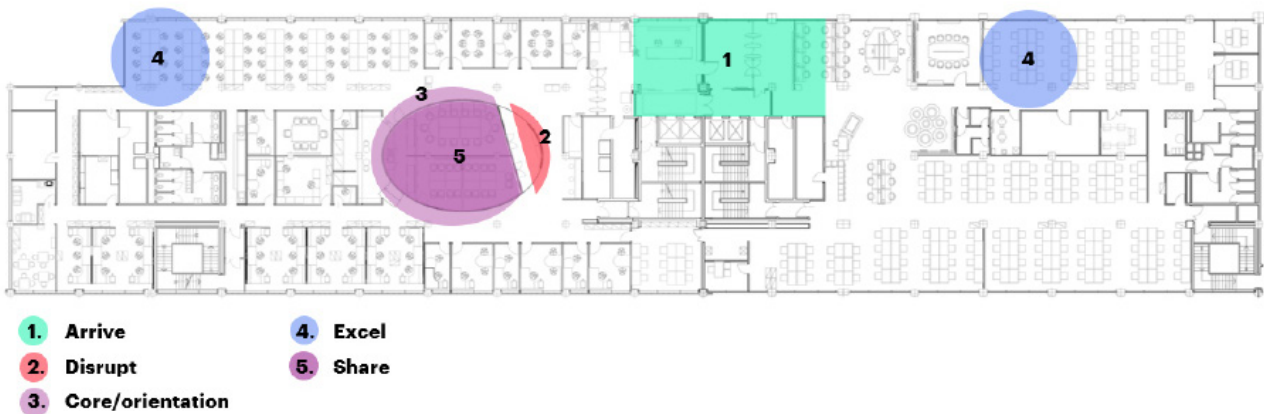 4
1
4
3
2
5
1. Arrive
2. Disrupt
3. Core/orientation
4. Excel
5. Share